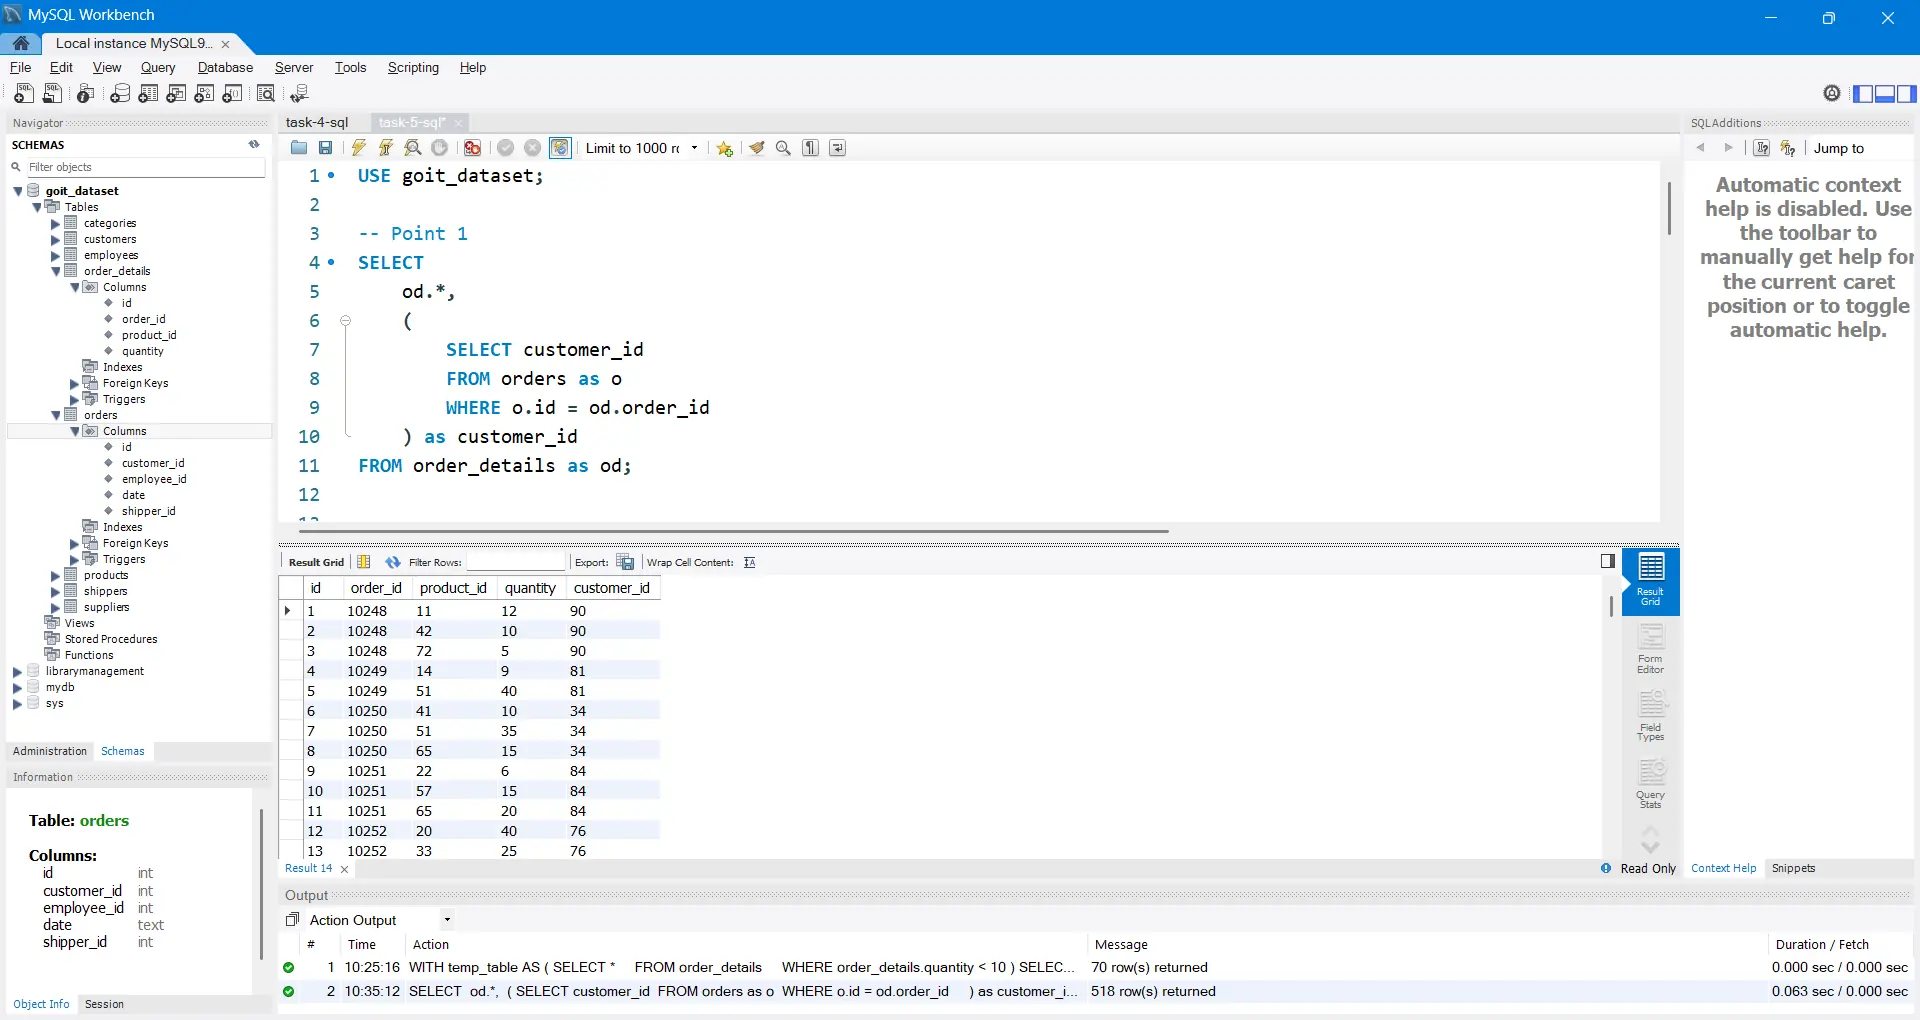 MySQL Workbench
Local instance MySQL9...
File Edit View Query Database Server Tools Scripting Help
Navigator
SCHEMAS
Filter objects
goit_dataset
Tables
categories
customers
employees
order_details
Columns
id
order_id
product_id
quantity
Indexes
Foreign Keys
Triggers
orders
Columns
id
customer_id
employee_id
date
shipper_id
Indexes
Foreign Keys
Triggers
products
shippers
suppliers
Views
Stored Procedures
Functions
librarymanagement
mydb
sys
Administration Schemas
Information
Table: orders
Columns:
id int
customer_id int
employee_id int
date text
shipper_id int
Object Info Session
task-4-sql task-5-sql*
Limit to 1000 r
1 USE goit_dataset;
2
3 -- Point 1
4 SELECT
5 od.*,
6 (
7 SELECT customer_id
8 FROM orders as o
9 WHERE o.id = od.order_id
10 ) as customer_id
11 FROM order_details as od;
12
Result Grid Filter Rows: Export: Wrap Cell Content: IA
id order_id product_id quantity customer_id
1 10248 11 12 90
2 10248 42 10 90
3 10248 72 5 90
4 10249 14 9 81
5 10249 51 40 81
6 10250 41 10 34
7 10250 51 35 34
8 10250 65 15 34
9 10251 22 6 84
10 10251 57 15 84
11 10251 65 20 84
12 10252 20 40 76
13 10252 33 25 76
Result 14
Result
Grid
Form
Editor
Field
Types
Query
Stats
Read Only
Output
Action Output
# Time Action Message Duration / Fetch
1 10:25:16 WITH temp_table AS ( SELECT * FROM order_details WHERE order_details.quantity < 10 ) SELEC... 70 row(s) returned 0.000 sec / 0.000 sec
2 10:35:12 SELECT od.*, ( SELECT customer_id FROM orders as o WHERE o.id = od.order_id ) as customer_i... 518 row(s) returned 0.063 sec / 0.000 sec
SQLAdditions
Jump to
Automatic context
help is disabled. Use
the toolbar to
manually get help for
the current caret
position or to toggle
automatic help.
Context Help Snippets